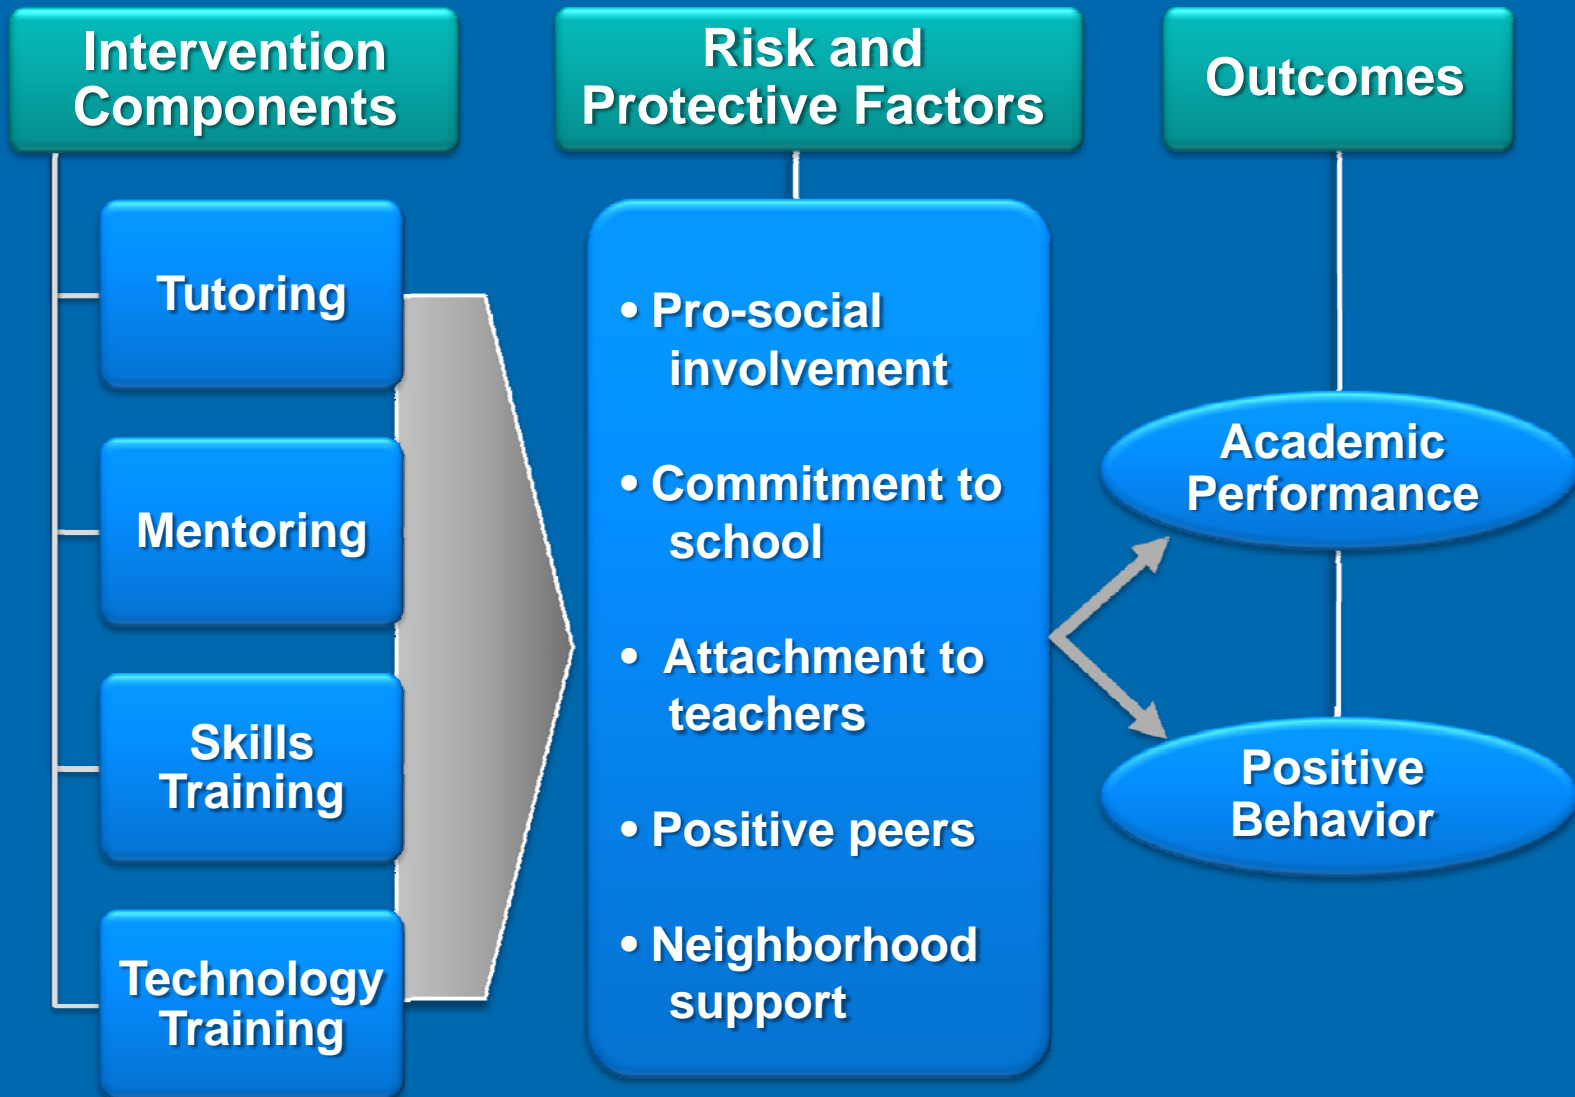 Intervention
Components
Risk and
Protective Factors
Outcomes
Tutoring
Mentoring
Skills
Training
Technology
Training
• Pro-social
involvement
• Commitment to
school
• Attachment to
teachers
• Positive peers
• Neighborhood
support
Academic
Performance
Positive
Behavior